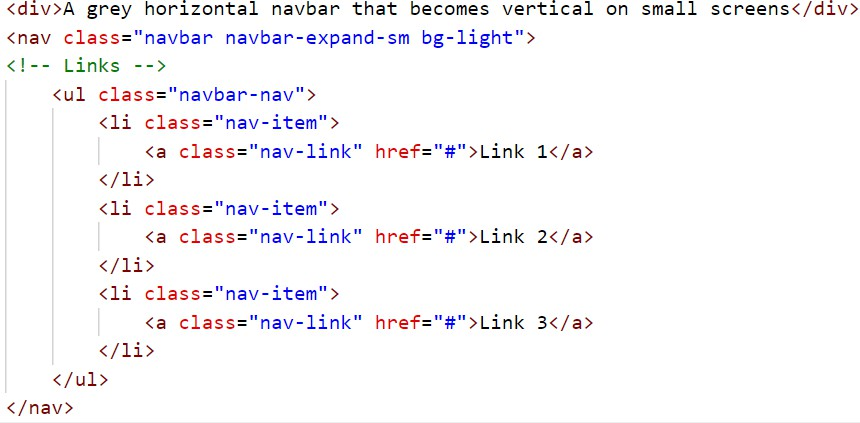 <div>A grey horizontal navbar that becomes vertical on small screens</div>
<nav class="navbar navbar-expand-sm bg-light">
<!-- Links -->
    <ul class="navbar-nav">
        <li class="nav-item">
            <a class="nav-link" href="#">Link 1</a>
        </li>
        <li class="nav-item">
            <a class="nav-link" href="#">Link 2</a>
        </li>
        <li class="nav-item">
            <a class="nav-link" href="#">Link 3</a>
        </li>
    </ul>
</nav>